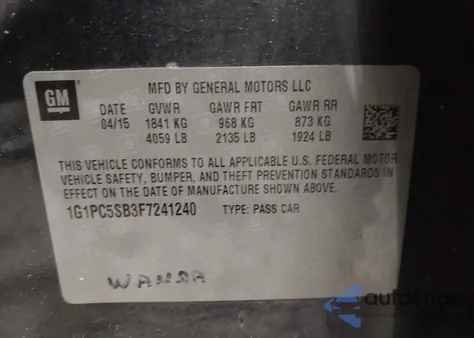 GM
MFD BY GENERAL MOTORS LLC
DATE GVWR GAWR FRT GAWR RR
04/15 1841 KG 968 KG 873 KG
4059 LB 2135 LB 1924 LB
THIS VEHICLE CONFORMS TO ALL APPLICABLE U.S. FEDERAL MOTOR
VEHICLE SAFETY, BUMPER, AND THEFT PREVENTION STANDARDS IN
EFFECT ON THE DATE OF MANUFACTURE SHOWN ABOVE.
1G1PC5SB3F7241240 TYPE: PASS CAR
WANDA
autoSnap